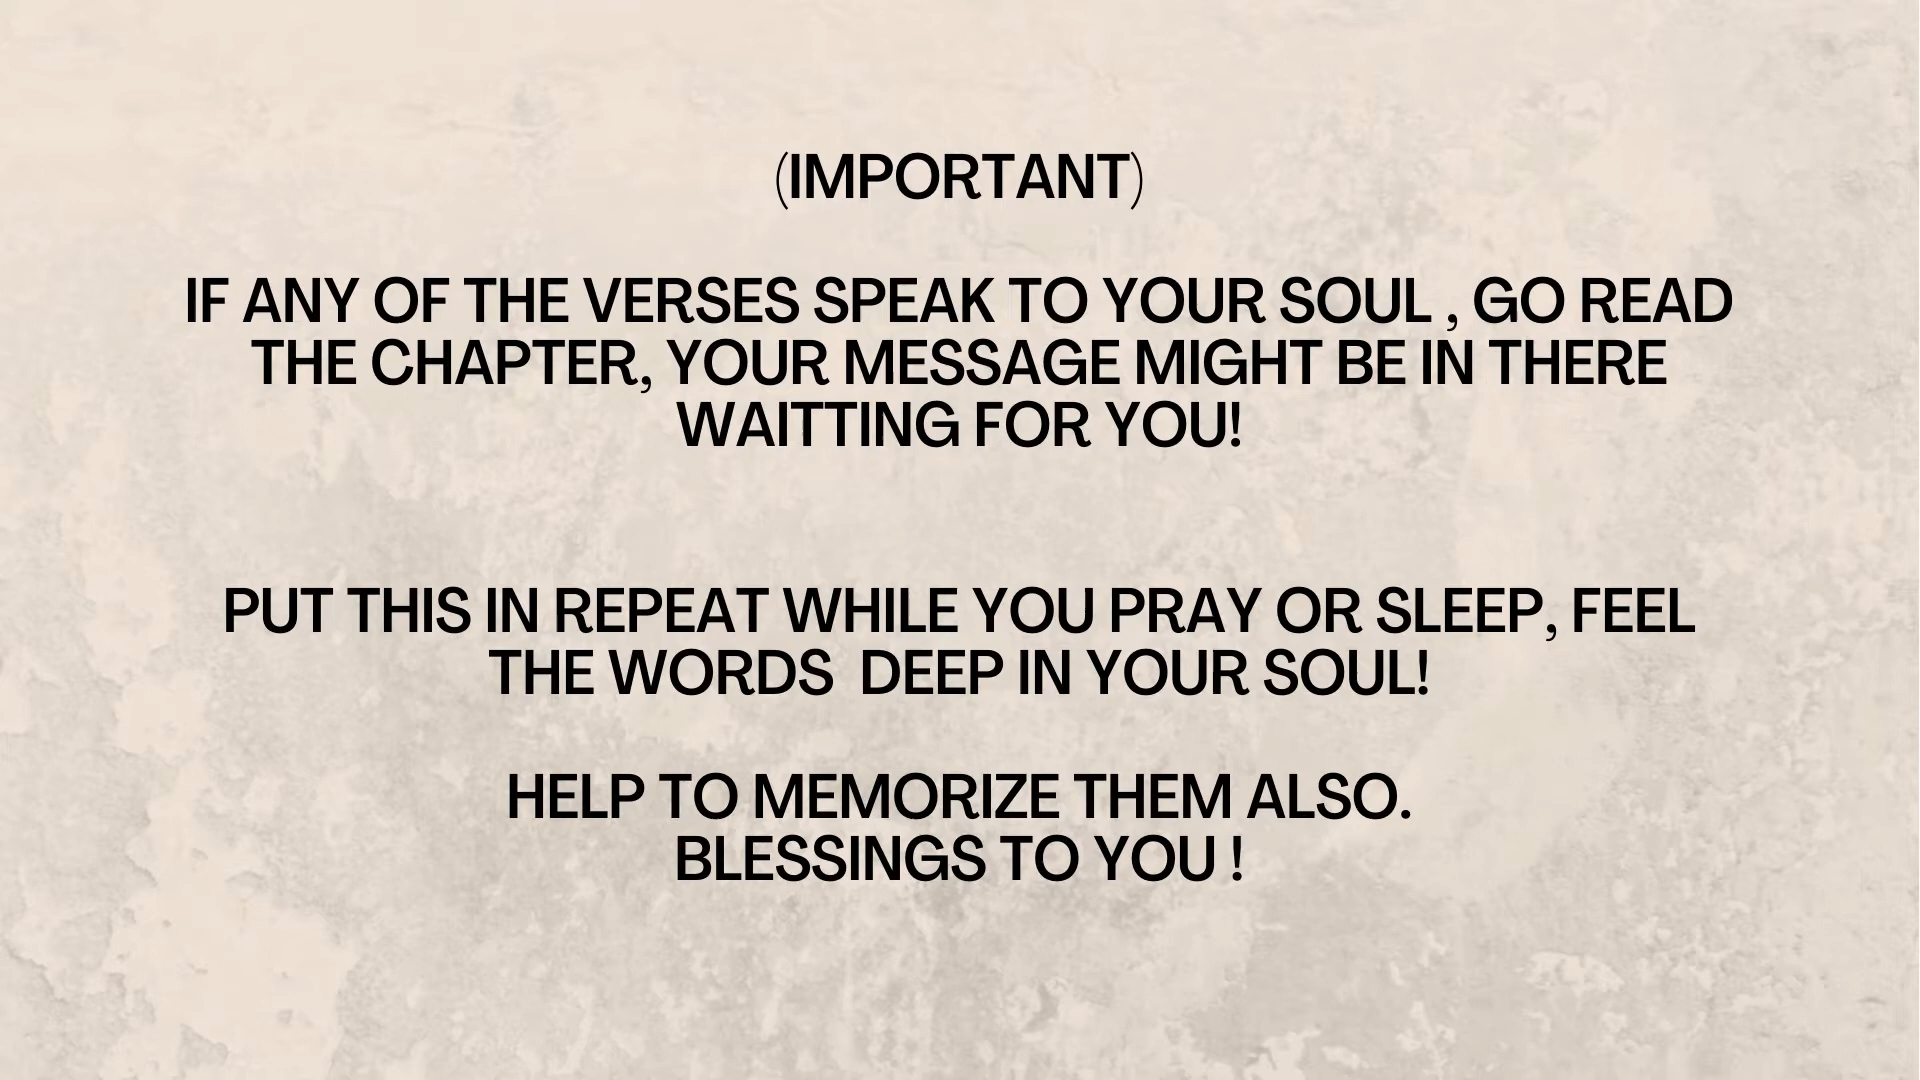 (IMPORTANT)
IF ANY OF THE VERSES SPEAK TO YOUR SOUL , GO READ
THE CHAPTER, YOUR MESSAGE MIGHT BE IN THERE
WAITTING FOR YOU!
PUT THIS IN REPEAT WHILE YOU PRAY OR SLEEP, FEEL
THE WORDS  DEEP IN YOUR SOUL!
HELP TO MEMORIZE THEM ALSO.
BLESSINGS TO YOU !